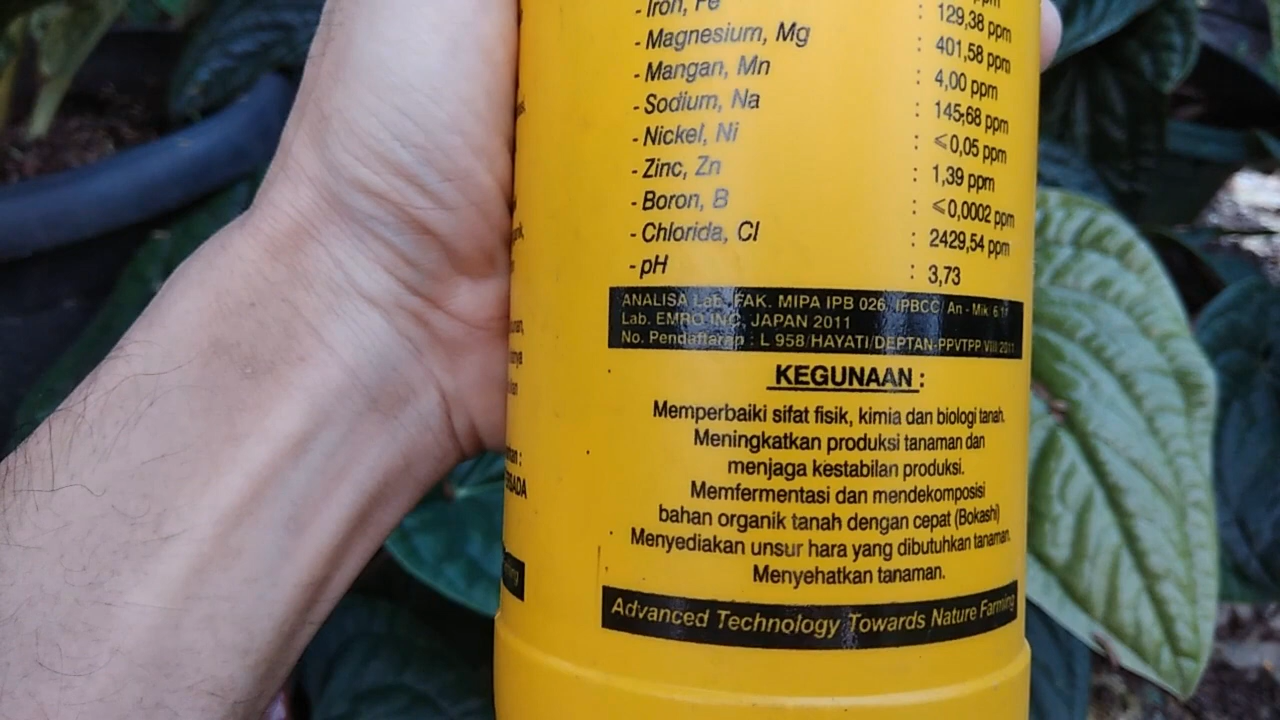 - Iron, Fe : 129,38 ppm
- Magnesium, Mg : 401,58 ppm
- Mangan, Mn : 4,00 ppm
- Sodium, Na : 145,68 ppm
- Nickel, Ni : ≤0,05 ppm
- Zinc, Zn : 1,39 ppm
- Boron, B : ≤0,0002 ppm
- Chlorida, Cl : 2429,54 ppm
- pH : 3,73
ANALISA Lab. FAK. MIPA IPB 026, IPBCC/ An - Mik.
Lab. EMRO INC, JAPAN 2011
No. Pendaftaran : L 958/HAYATI/DEPTAN-PPVTPP/VIII/2011
KEGUNAAN :
Memperbaiki sifat fisik, kimia dan biologi tanah.
Meningkatkan produksi tanaman dan
menjaga kestabilan produksi.
Memfermentasi dan mendekomposisi
bahan organik tanah dengan cepat (Bokashi)
Menyediakan unsur hara yang dibutuhkan tanaman.
Menyehatkan tanaman.
Advanced Technology Towards Nature Farming